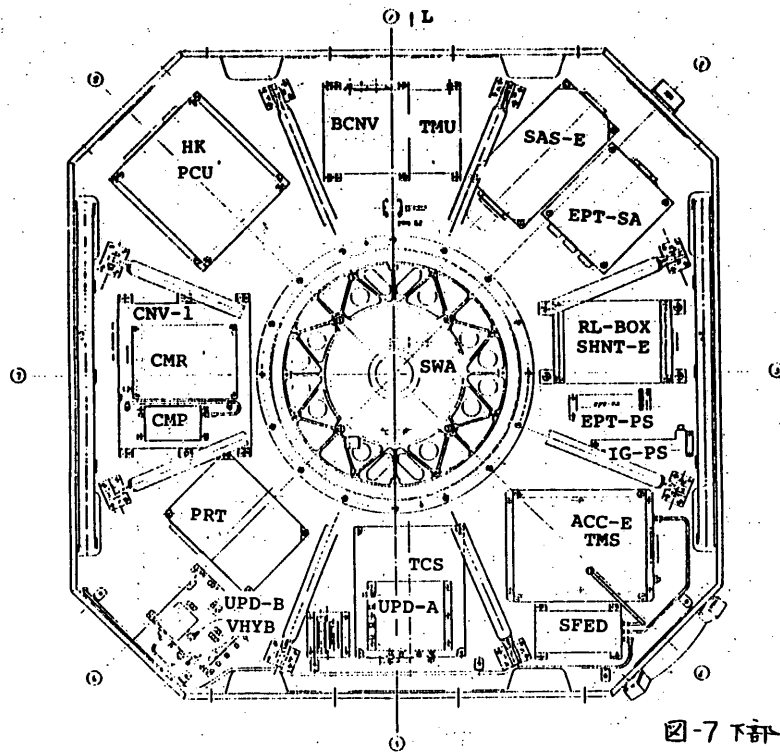 L
BCNV
TMU
HK
PCU
SAS-E
EPT-SA
CNV-1
CMR
CMP
SWA
RL-BOX
SHNT-E
EPT-PS
IG-PS
PRT
ACC-E
TMS
TCS
UPD-B
VHYB
UPD-A
SFED
図-7 下部